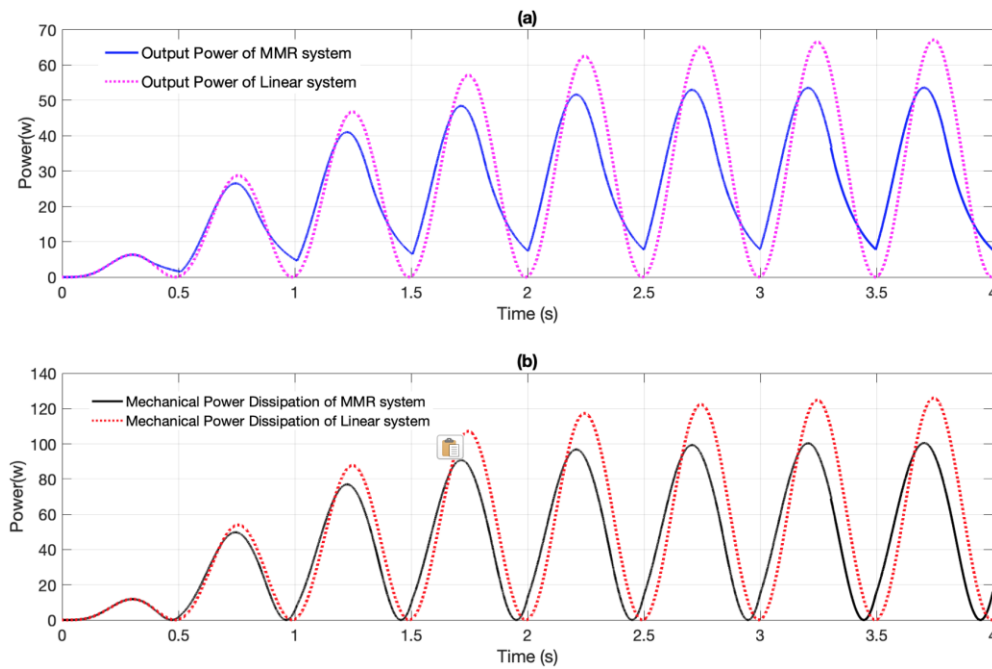 (a)
70
60
50
40
30
20
10
0
Power(w)
Output Power of MMR system
Output Power of Linear system
0 0.5 1 1.5 2 2.5 3 3.5 4
Time (s)
(b)
140
120
100
80
60
40
20
0
Power(w)
Mechanical Power Dissipation of MMR system
Mechanical Power Dissipation of Linear system
0 0.5 1 1.5 2 2.5 3 3.5 4
Time (s)